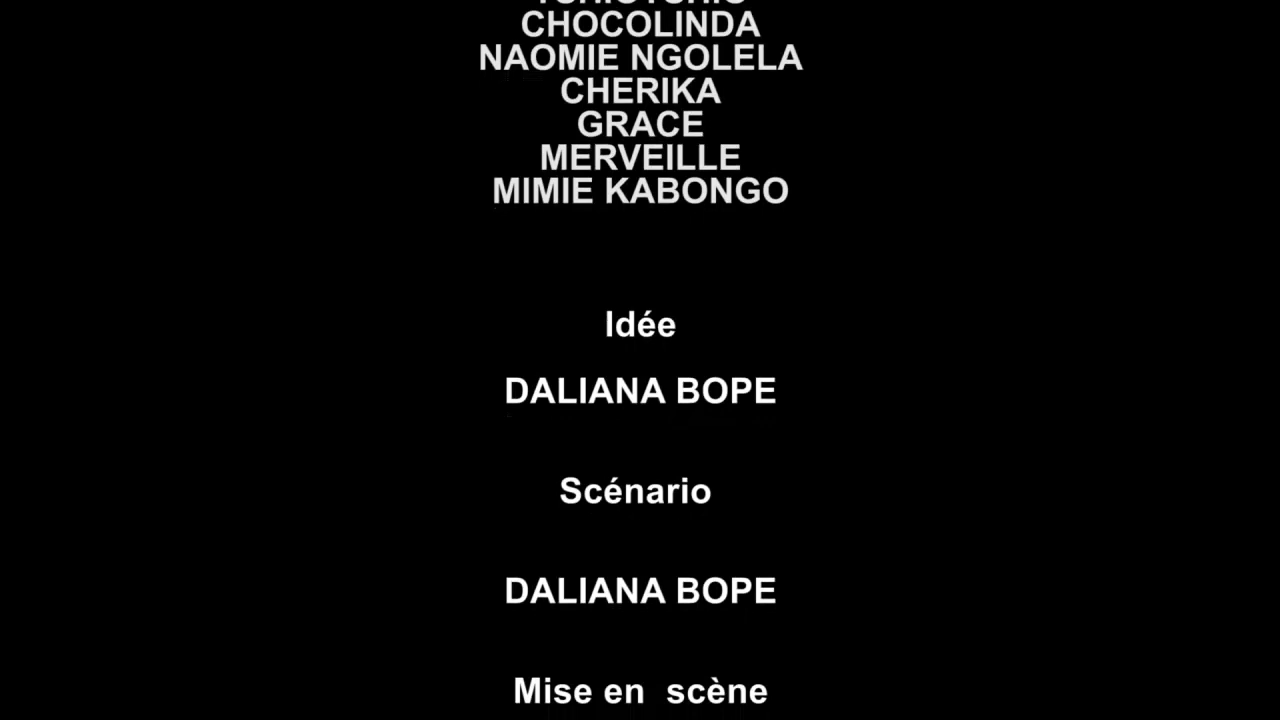 CHOCOLINDA
NAOMIE NGOLELA
CHERIKA
GRACE
MERVEILLE
MIMIE KABONGO
Idée
DALIANA BOPE
Scénario
DALIANA BOPE
Mise en  scène